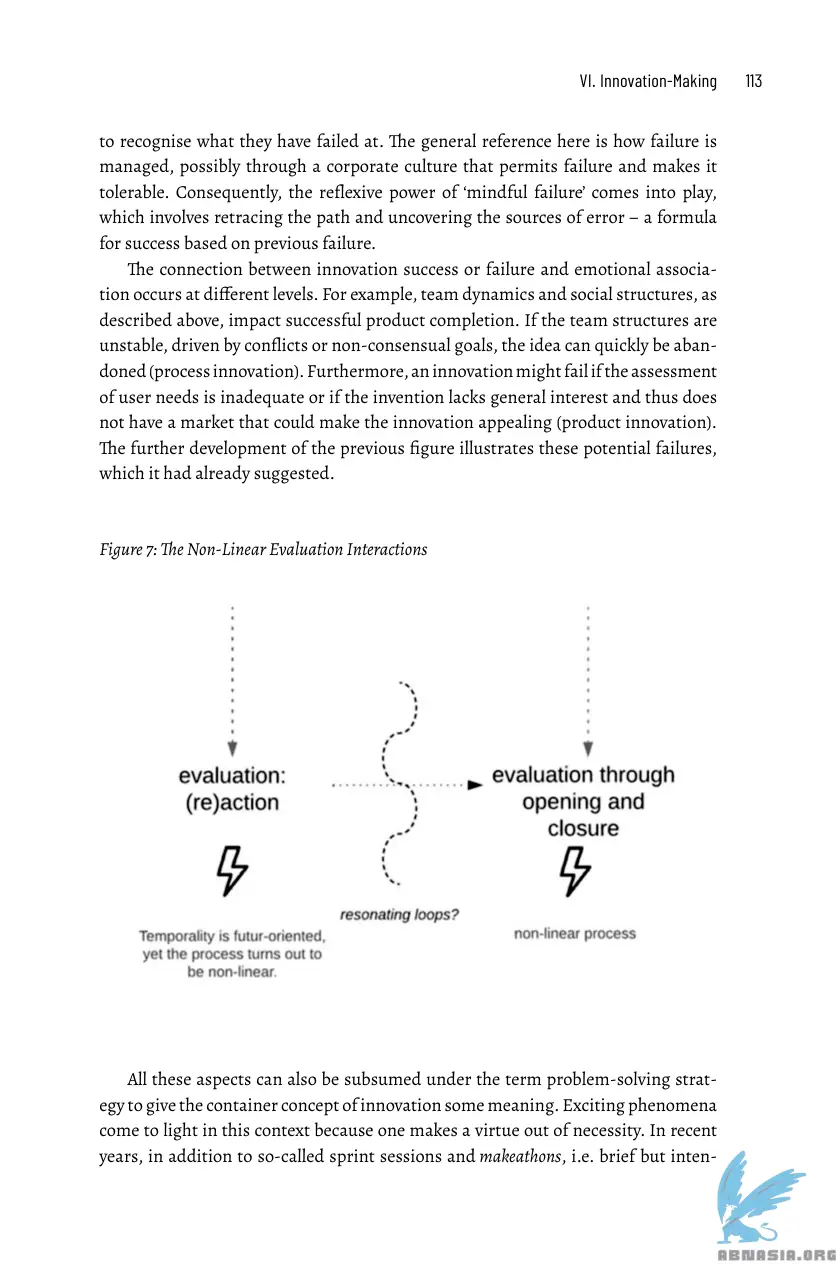 VI. Innovation-Making 113
to recognise what they have failed at. The general reference here is how failure is
managed, possibly through a corporate culture that permits failure and makes it
tolerable. Consequently, the reflexive power of ‘mindful failure’ comes into play,
which involves retracing the path and uncovering the sources of error – a formula
for success based on previous failure.
The connection between innovation success or failure and emotional associa-
tion occurs at different levels. For example, team dynamics and social structures, as
described above, impact successful product completion. If the team structures are
unstable, driven by conflicts or non-consensual goals, the idea can quickly be aban-
doned (process innovation). Furthermore, an innovation might fail if the assessment
of user needs is inadequate or if the invention lacks general interest and thus does
not have a market that could make the innovation appealing (product innovation).
The further development of the previous figure illustrates these potential failures,
which it had already suggested.
Figure 7: The Non-Linear Evaluation Interactions
evaluation:
(re)action
evaluation through
opening and
closure
resonating loops?
Temporality is futur-oriented,
yet the process turns out to
be non-linear.
non-linear process
All these aspects can also be subsumed under the term problem-solving strat-
egy to give the container concept of innovation some meaning. Exciting phenomena
come to light in this context because one makes a virtue out of necessity. In recent
years, in addition to so-called sprint sessions and makeathons, i.e. brief but inten-
ABNASIA.ORG